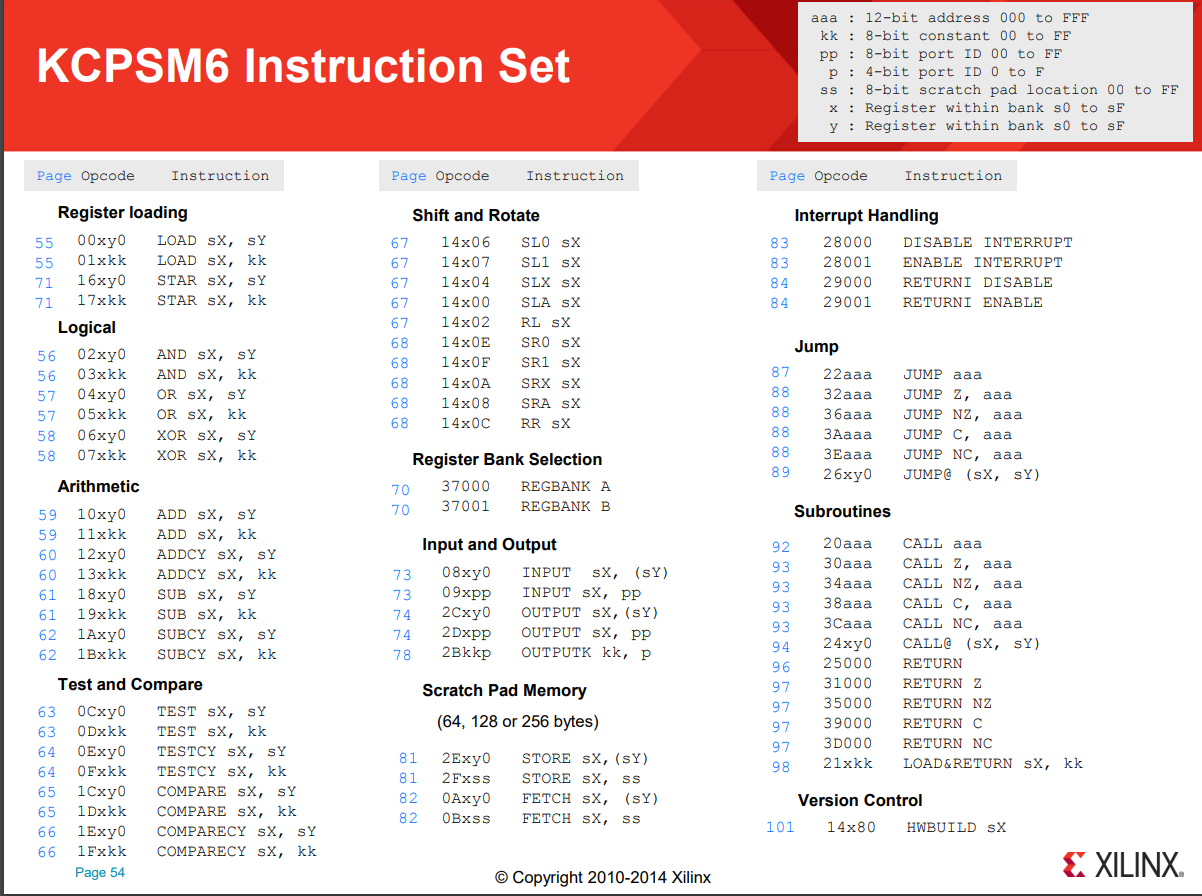 KCPSM6 Instruction Set
aaa : 12-bit address 000 to FFF
kk : 8-bit constant 00 to FF
pp : 8-bit port ID 00 to FF
p : 4-bit port ID 0 to F
ss : 8-bit scratch pad location 00 to FF
x : Register within bank s0 to sF
y : Register within bank s0 to sF
Page Opcode Instruction
Register loading
55 00xy0 LOAD sX, sY
55 01xkk LOAD sX, kk
71 16xy0 STAR sX, sY
71 17xkk STAR sX, kk
Logical
56 02xy0 AND sX, sY
56 03xkk AND sX, kk
57 04xy0 OR sX, sY
57 05xkk OR sX, kk
58 06xy0 XOR sX, sY
58 07xkk XOR sX, kk
Arithmetic
59 10xy0 ADD sX, sY
59 11xkk ADD sX, kk
60 12xy0 ADDCY sX, sY
60 13xkk ADDCY sX, kk
61 18xy0 SUB sX, sY
61 19xkk SUB sX, kk
62 1Axy0 SUBCY sX, sY
62 1Bxkk SUBCY sX, kk
Test and Compare
63 0Cxy0 TEST sX, sY
63 0Dxkk TEST sX, kk
64 0Exy0 TESTCY sX, sY
64 0Fxkk TESTCY sX, kk
65 1Cxy0 COMPARE sX, sY
65 1Dxkk COMPARE sX, kk
66 1Exy0 COMPARECY sX, sY
66 1Fxkk COMPARECY sX, kk
Page 54
Page Opcode Instruction
Shift and Rotate
67 14x06 SL0 sX
67 14x07 SL1 sX
67 14x04 SLX sX
67 14x00 SLA sX
67 14x02 RL sX
68 14x0E SR0 sX
68 14x0F SR1 sX
68 14x0A SRX sX
68 14x08 SRA sX
68 14x0C RR sX
Register Bank Selection
70 37000 REGBANK A
70 37001 REGBANK B
Input and Output
73 08xy0 INPUT sX, (sY)
73 09xpp INPUT sX, pp
74 2Cxy0 OUTPUT sX,(sY)
74 2Dxpp OUTPUT sX, pp
78 2Bkkp OUTPUTK kk, p
Scratch Pad Memory
(64, 128 or 256 bytes)
81 2Exy0 STORE sX,(sY)
81 2Fxss STORE sX, ss
82 0Axy0 FETCH sX, (sY)
82 0Bxss FETCH sX, ss
© Copyright 2010-2014 Xilinx
Page Opcode Instruction
Interrupt Handling
83 28000 DISABLE INTERRUPT
83 28001 ENABLE INTERRUPT
84 29000 RETURNI DISABLE
84 29001 RETURNI ENABLE
Jump
87 22aaa JUMP aaa
88 32aaa JUMP Z, aaa
88 36aaa JUMP NZ, aaa
88 3Aaaa JUMP C, aaa
88 3Eaaa JUMP NC, aaa
89 26xy0 JUMP@ (sX, sY)
Subroutines
92 20aaa CALL aaa
93 30aaa CALL Z, aaa
93 34aaa CALL NZ, aaa
93 38aaa CALL C, aaa
93 3Caaa CALL NC, aaa
94 24xy0 CALL@ (sX, sY)
96 25000 RETURN
97 31000 RETURN Z
97 35000 RETURN NZ
97 39000 RETURN C
97 3D000 RETURN NC
98 21xkk LOAD&RETURN sX, kk
Version Control
101 14x80 HWBUILD sX
XILINX.